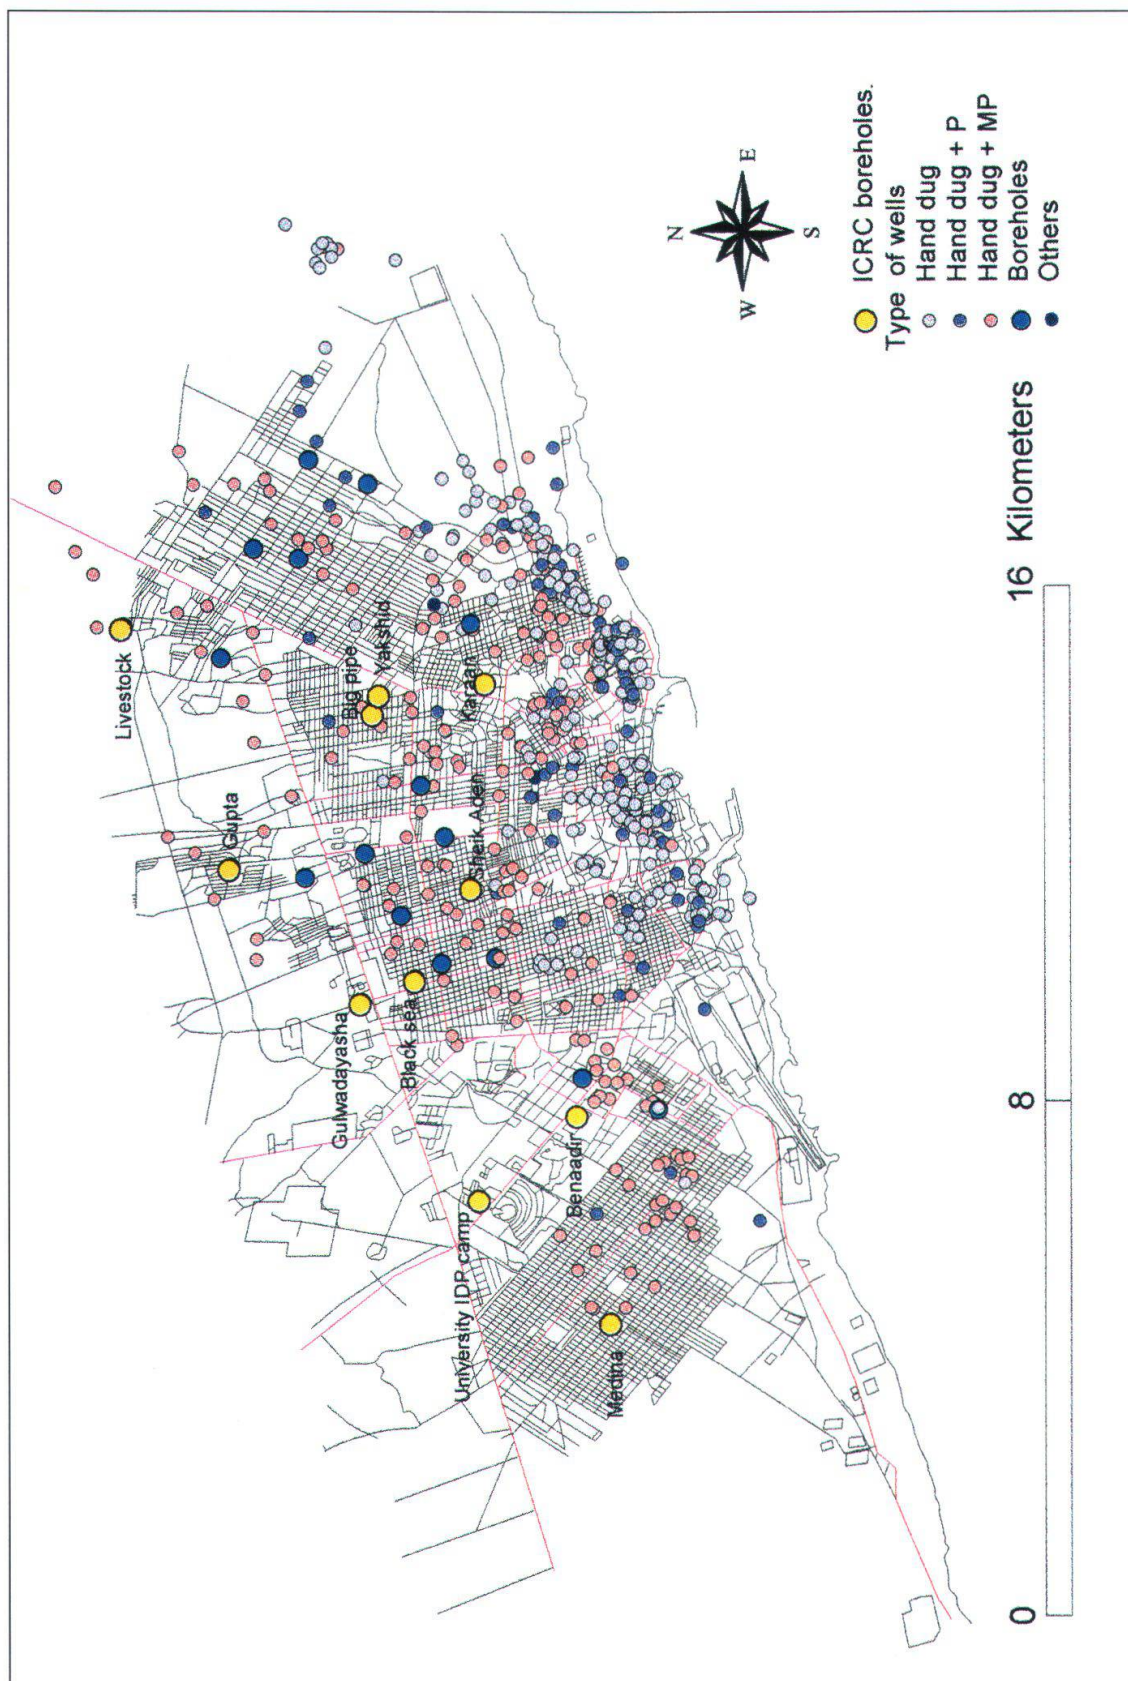 Livestock
Gupta
Big pipe
Yakshid
Karaan
Gulwadayasha
Black sea
Sheik Aden
University IDP camp
Benaadir
Medina
N
W
E
S
ICRC boreholes.
Type of wells
Hand dug
Hand dug + P
Hand dug + MP
Boreholes
Others
0
8
16 Kilometers